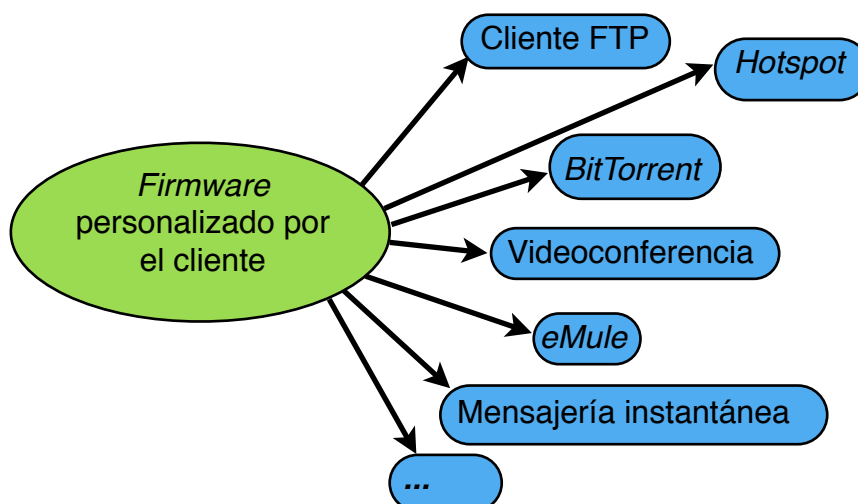 Cliente FTP
Hotspot
BitTorrent
Firmware
personalizado por
el cliente
Videoconferencia
eMule
Mensajería instantánea
...